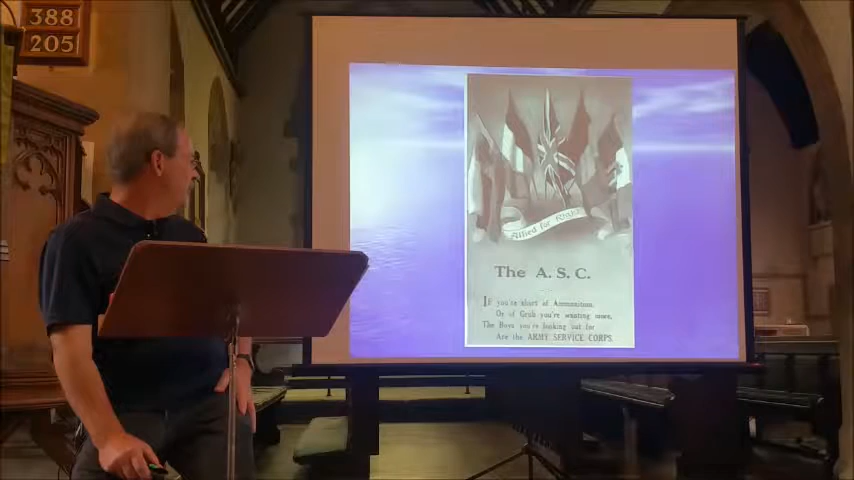 388
205
Allied for Right
The A. S. C.
If you're short of Ammunition
Or of Grub you're wanting more,
The Boys you're looking out for
Are the ARMY SERVICE CORPS.